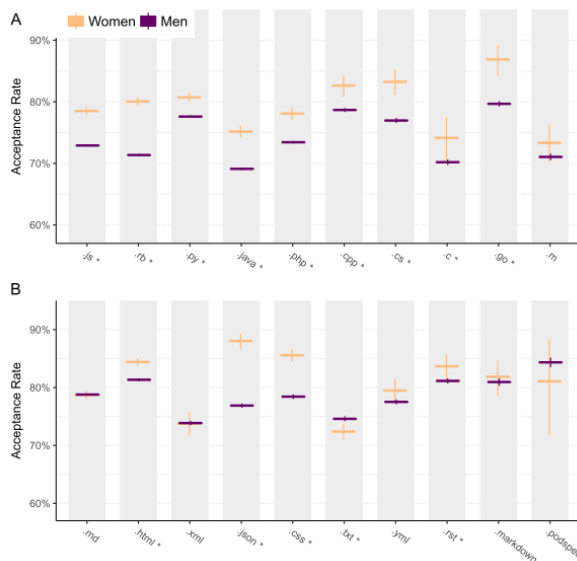 A
Women Men
Acceptance Rate
90%
80%
70%
60%
.js * .rb * .py * .java * .php * .cpp * .cs * .c * .go * .m
B
Acceptance Rate
90%
80%
70%
60%
.md .html * .xml .json * .css * .txt * .yml .rst * .markdown .podspec